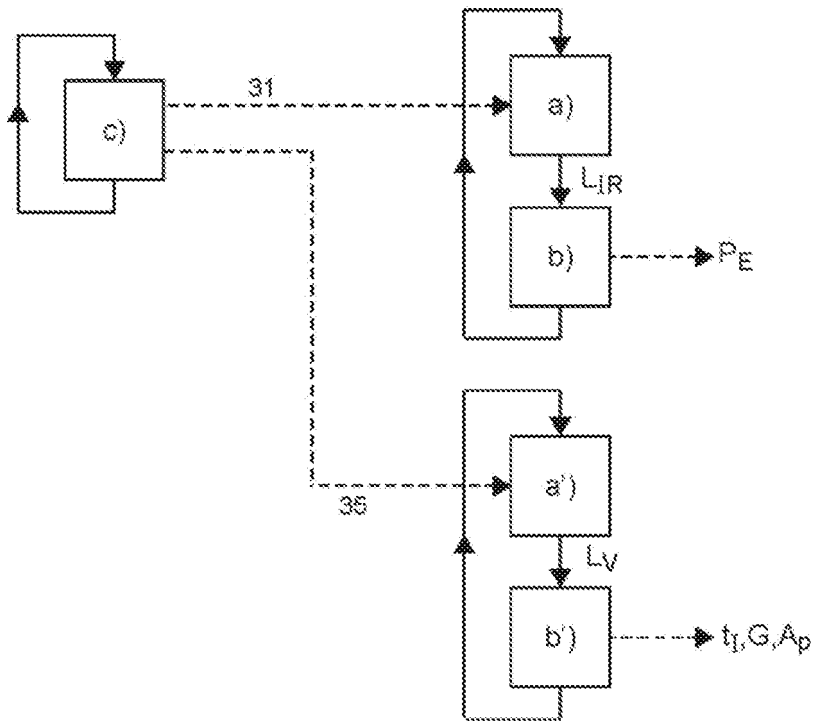 31
c)
a)
L_IR
b)
P_E
35
a')
L_V
b')
t_I,G,A_p